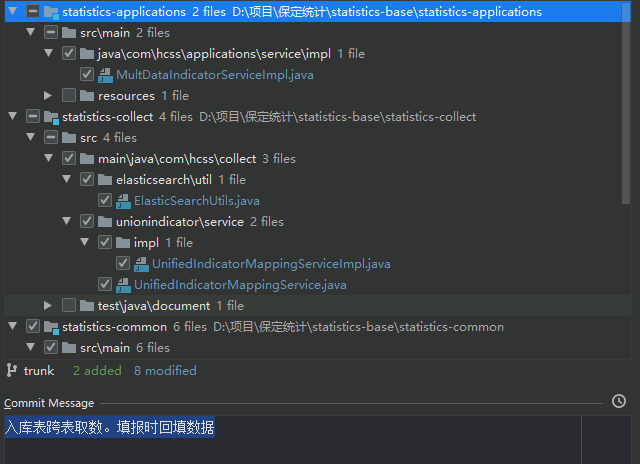 statistics-applications 2 files D:\项目\保定统计\statistics-base\statistics-applications
src\main 2 files
java\com\hcss\applications\service\impl 1 file
MultDataIndicatorServiceImpl.java
resources 1 file
statistics-collect 4 files D:\项目\保定统计\statistics-base\statistics-collect
src 4 files
main\java\com\hcss\collect 3 files
elasticsearch\util 1 file
ElasticSearchUtils.java
unionindicator\service 2 files
impl 1 file
UnifiedIndicatorMappingServiceImpl.java
UnifiedIndicatorMappingService.java
test\java\document 1 file
statistics-common 6 files D:\项目\保定统计\statistics-base\statistics-common
src\main 6 files
trunk 2 added 8 modified
Commit Message
入库表跨表取数。填报时回填数据